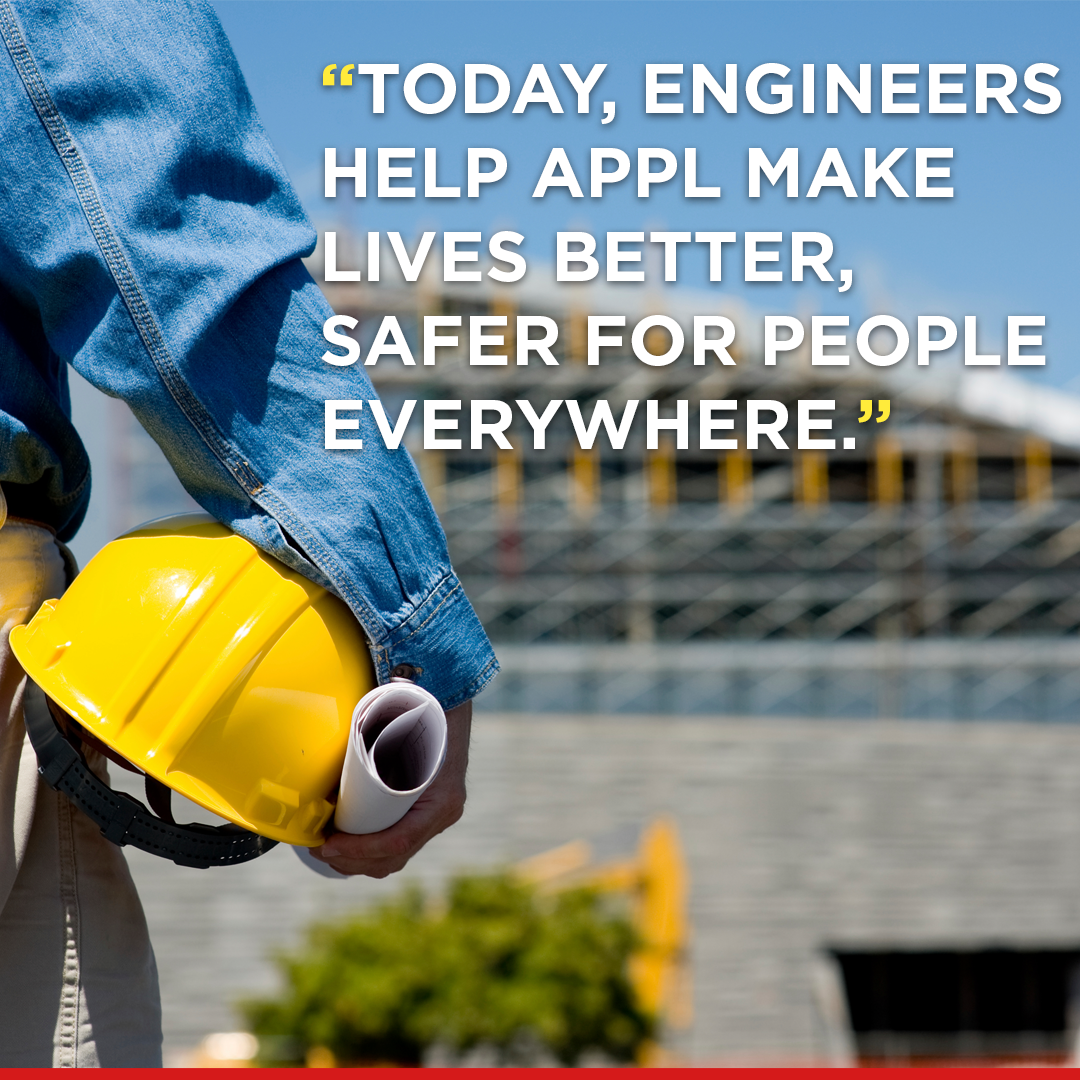 “TODAY, ENGINEERS
HELP APPL MAKE
LIVES BETTER,
SAFER FOR PEOPLE
EVERYWHERE.”